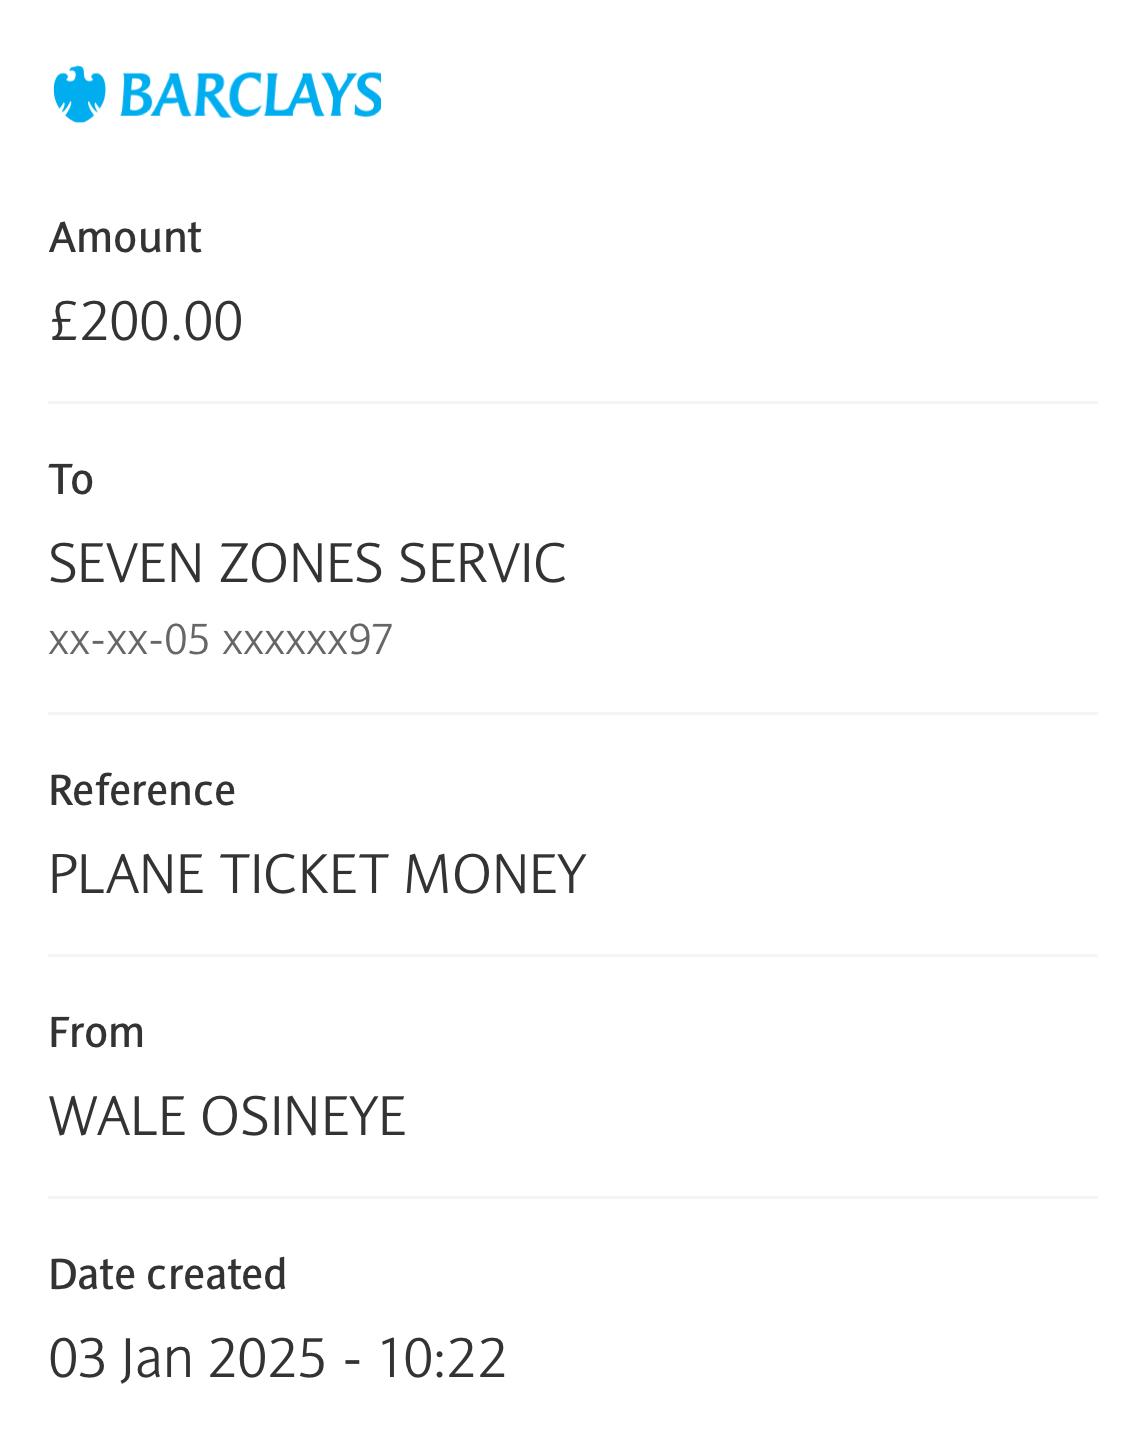 BARCLAYS
Amount
£200.00
To
SEVEN ZONES SERVIC
xx-xx-05 xxxxxx97
Reference
PLANE TICKET MONEY
From
WALE OSINEYE
Date created
03 Jan 2025 - 10:22